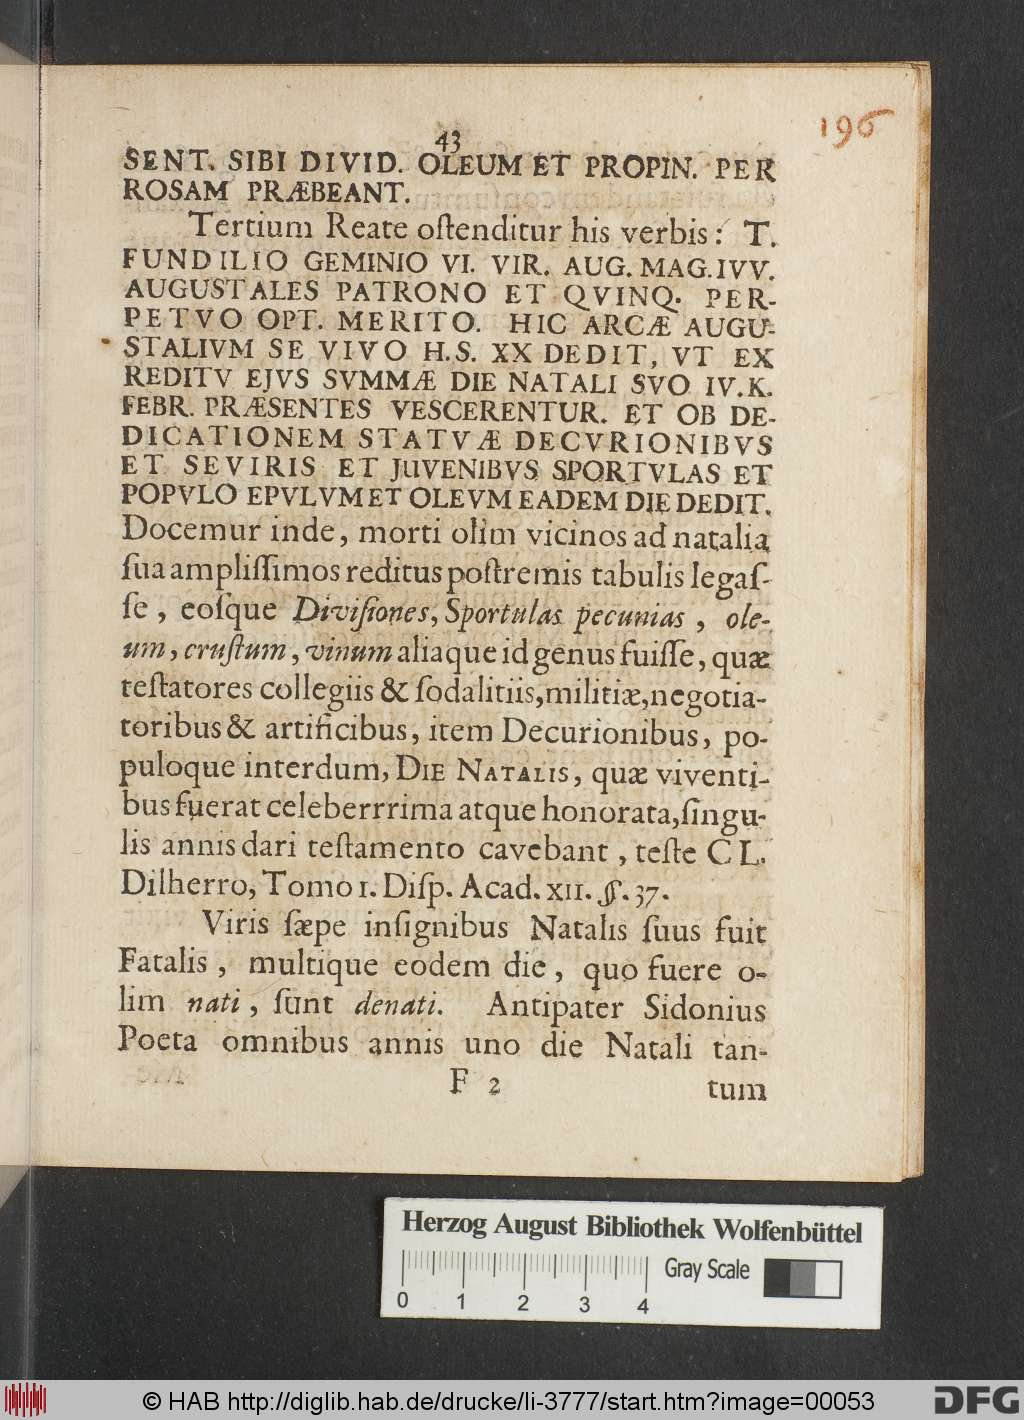 196
43
SENT. SIBI DIVID. OLEUM ET PROPIN. PER
ROSAM PRÆBEANT.
Tertium Reate oſtenditur his verbis: T.
FUNDILIO GEMINIO VI. VIR. AUG. MAG. IVV.
AUGUSTALES PATRONO ET QVINQ. PER-
PETVO OPT. MERITO. HIC ARCÆ AUGU-
STALIVM SE VIVO H.S. XX DEDIT, VT EX
REDITV EJVS SVMMÆ DIE NATALI SVO IV. K.
FEBR. PRÆSENTES VESCERENTUR. ET OB DE-
DICATIONEM STATVÆ DECVRIONIBVS
ET SEVIRIS ET JUVENIBVS SPORTVLAS ET
POPVLO EPVLVM ET OLEVM EADEM DIE DEDIT.
Docemur inde, morti olim vicinos ad natalia
ſua ampliſſimos reditus poſtremis tabulis legaſ-
ſe, eoſque Diviſiones, Sportulas pecunias, ole-
um, cruſtum, vinum aliaque id genus fuiſſe, quæ
teſtatores collegiis & ſodalitiis, militiæ, negotia-
toribus & artificibus, item Decurionibus, po-
puloque interdum, DIE NATALIS, quæ viventi-
bus fuerat celeberrrima atque honorata, ſingu-
lis annis dari teſtamento cavebant, teſte CL.
Dilherro, Tomo I. Diſp. Acad. XII. §. 37.
Viris ſæpe inſignibus Natalis ſuus fuit
Fatalis, multique eodem die, quo fuere o-
lim nati, ſunt denati. Antipater Sidonius
Poeta omnibus annis uno die Natali tan-
F 2 tum
Herzog August Bibliothek Wolfenbüttel
Gray Scale
0 1 2 3 4
© HAB http://diglib.hab.de/drucke/li-3777/start.htm?image=00053
DFG